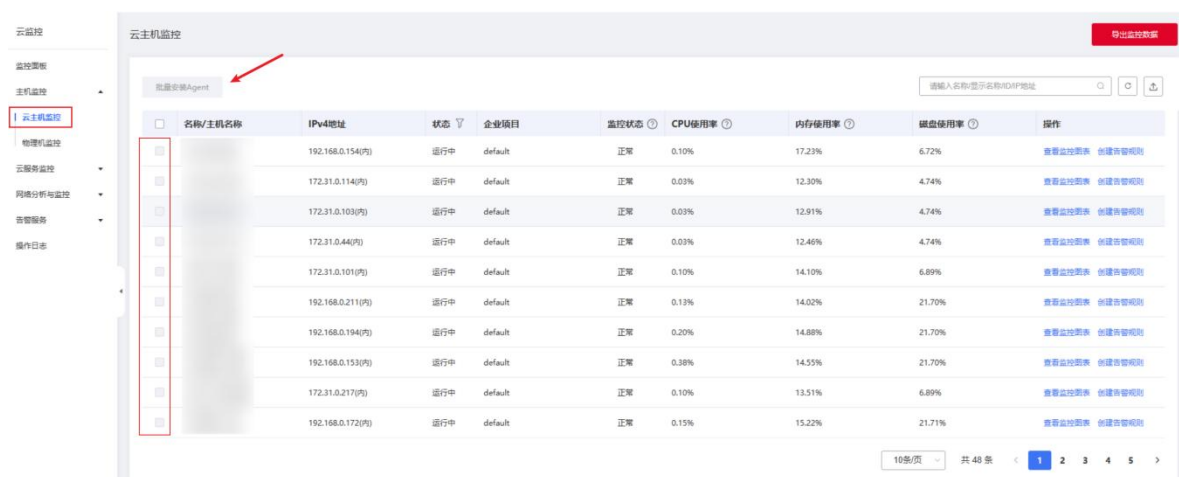 云监控
监控面板
主机监控
云主机监控
物理机监控
云服务监控
网络分析与监控
告警服务
操作日志
云主机监控
导出监控数据
批量安装Agent
请输入名称/显示名称/ID/IP地址
名称/主机名称 IPv4地址 状态 企业项目 监控状态 CPU使用率 内存使用率 磁盘使用率 操作
192.168.0.154(内) 运行中 default 正常 0.10% 17.23% 6.72% 查看监控图表 创建告警规则
172.31.0.114(内) 运行中 default 正常 0.03% 12.30% 4.74% 查看监控图表 创建告警规则
172.31.0.103(内) 运行中 default 正常 0.03% 12.91% 4.74% 查看监控图表 创建告警规则
172.31.0.44(内) 运行中 default 正常 0.03% 12.46% 4.74% 查看监控图表 创建告警规则
172.31.0.101(内) 运行中 default 正常 0.10% 14.10% 6.89% 查看监控图表 创建告警规则
192.168.0.211(内) 运行中 default 正常 0.13% 14.02% 21.70% 查看监控图表 创建告警规则
192.168.0.194(内) 运行中 default 正常 0.20% 14.88% 21.70% 查看监控图表 创建告警规则
192.168.0.153(内) 运行中 default 正常 0.38% 14.55% 21.70% 查看监控图表 创建告警规则
172.31.0.217(内) 运行中 default 正常 0.10% 13.51% 6.89% 查看监控图表 创建告警规则
192.168.0.172(内) 运行中 default 正常 0.15% 15.22% 21.71% 查看监控图表 创建告警规则
10条/页 共 48 条 1 2 3 4 5